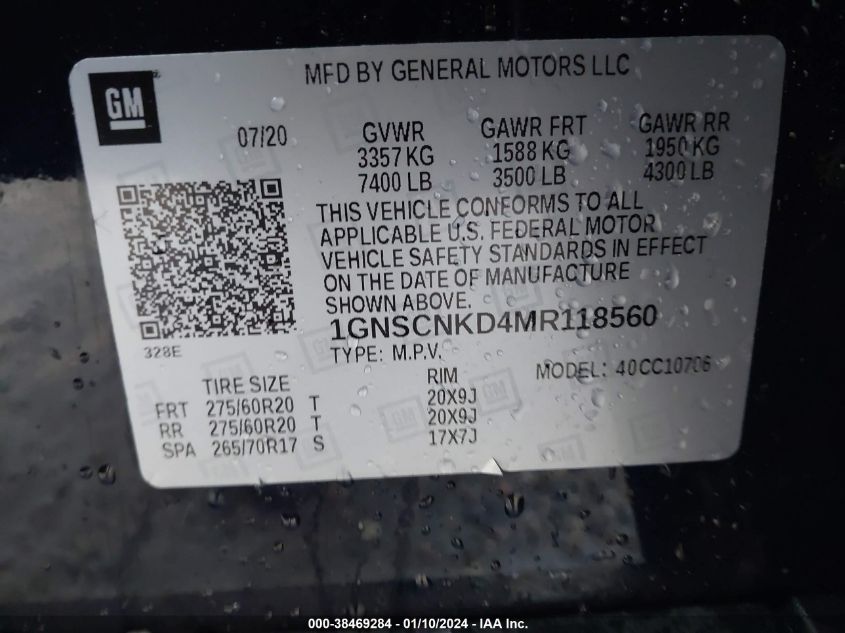 MFD BY GENERAL MOTORS LLC
GM
07/20 GVWR GAWR FRT GAWR RR
3357 KG 1588 KG 1950 KG
7400 LB 3500 LB 4300 LB
THIS VEHICLE CONFORMS TO ALL
APPLICABLE U.S. FEDERAL MOTOR
VEHICLE SAFETY STANDARDS IN EFFECT
ON THE DATE OF MANUFACTURE
SHOWN ABOVE.
1GNSCNKD4MR118560
328E
TYPE: M.P.V. MODEL: 40CC10706
TIRE SIZE RIM
FRT 275/60R20 T 20X9J
RR 275/60R20 T 20X9J
SPA 265/70R17 S 17X7J
000-38469284 - 01/10/2024 - IAA Inc.